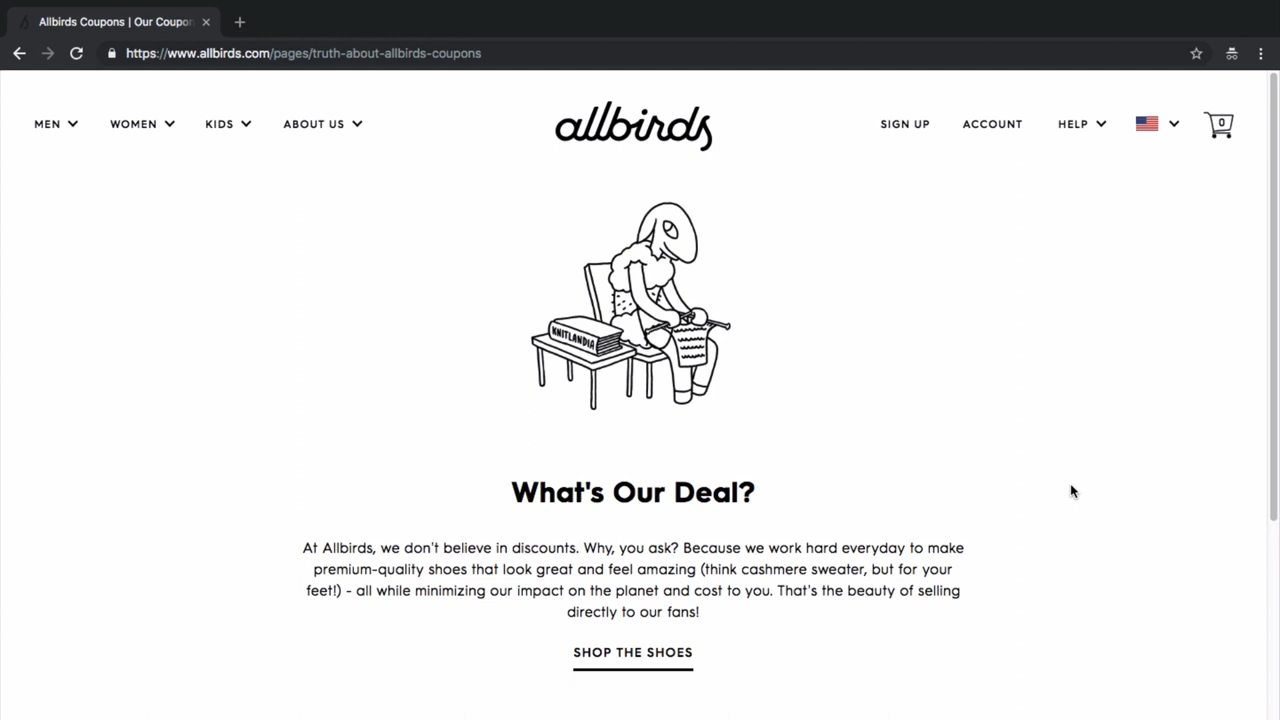 Allbirds Coupons | Our Coupon
https://www.allbirds.com/pages/truth-about-allbirds-coupons
MEN WOMEN KIDS ABOUT US allbirds SIGN UP ACCOUNT HELP 0
KNITLANDIA
What's Our Deal?
At Allbirds, we don't believe in discounts. Why, you ask? Because we work hard everyday to make
premium-quality shoes that look great and feel amazing (think cashmere sweater, but for your
feet!) - all while minimizing our impact on the planet and cost to you. That's the beauty of selling
directly to our fans!
SHOP THE SHOES